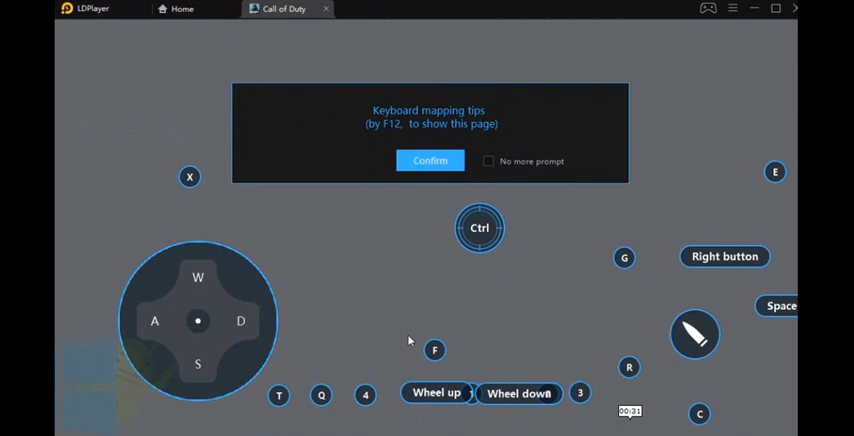 LDPlayer
Home
Call of Duty
Keyboard mapping tips
(by F12, to show this page)
Confirm
No more prompt
X
E
Ctrl
G
Right button
W
A
D
S
Space
F
R
T
Q
4
Wheel up
Wheel down
3
00:31
C